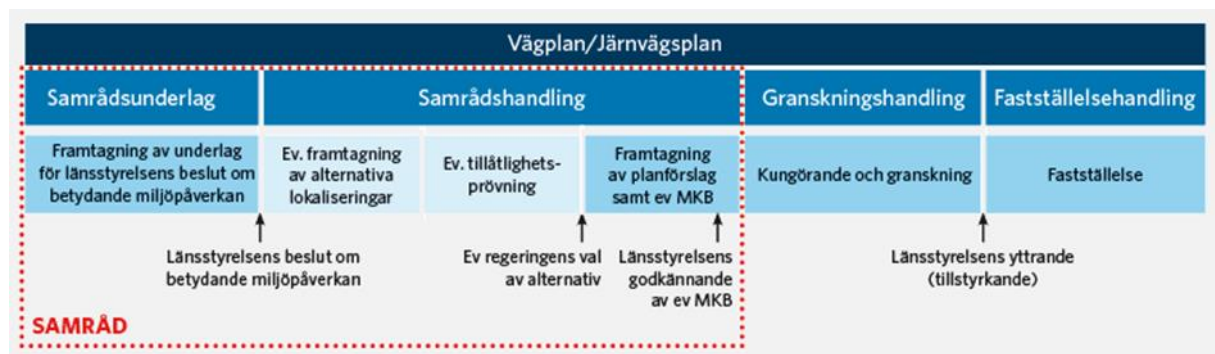 Vägplan/Järnvägsplan
Samrådsunderlag
Samrådshandling
Granskningshandling
Fastställelsehandling
Framtagning av underlag
för länsstyrelsens beslut om
betydande miljöpåverkan
Ev. framtagning
av alternativa
lokaliseringar
Ev. tillåtlighets-
prövning
Framtagning
av planförslag
samt ev MKB
Kungörande och granskning
Fastställelse
Länsstyrelsens beslut om
betydande miljöpåverkan
Ev regeringens val
av alternativ
Länsstyrelsens
godkännande
av ev MKB
Länsstyrelsens yttrande
(tillstyrkande)
SAMRÅD